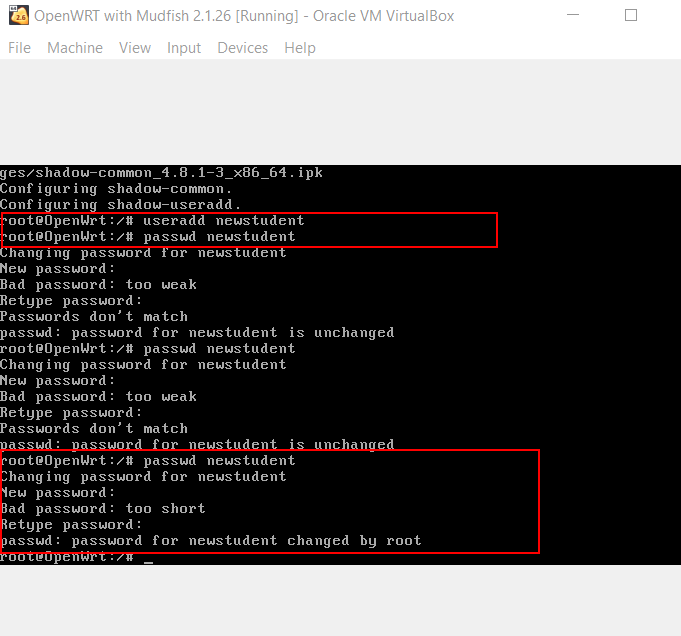 OpenWRT with Mudfish 2.1.26 [Running] - Oracle VM VirtualBox
File Machine View Input Devices Help
ges/shadow-common_4.8.1-3_x86_64.ipk
Configuring shadow-common.
Configuring shadow-useradd.
root@OpenWrt:/# useradd newstudent
root@OpenWrt:/# passwd newstudent
Changing password for newstudent
New password:
Bad password: too weak
Retype password:
Passwords don't match
passwd: password for newstudent is unchanged
root@OpenWrt:/# passwd newstudent
Changing password for newstudent
New password:
Bad password: too weak
Retype password:
Passwords don't match
passwd: password for newstudent is unchanged
root@OpenWrt:/# passwd newstudent
Changing password for newstudent
New password:
Bad password: too short
Retype password:
passwd: password for newstudent changed by root
root@OpenWrt:/# _